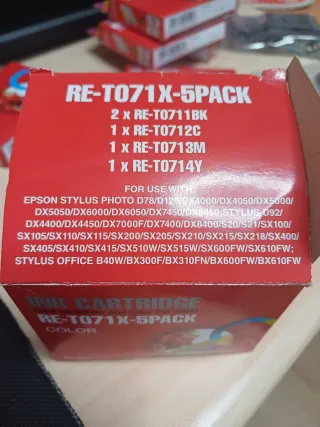 RE-T071X-5PACK
2 x RE-T0711BK
1 x RE-T0712C
1 x RE-T0713M
1 x RE-T0714Y
FOR USE WITH:
EPSON STYLUS PHOTO D78/D120/DX4000/DX4050/DX5000/
DX5050/DX6000/DX6050/DX7450/DX8450;STYLUS D92/
DX4400/DX4450/DX7000F/DX7400/DX8400/S20/S21/SX100/
SX105/SX110/SX115/SX200/SX205/SX210/SX215/SX218/SX400/
SX405/SX410/SX415/SX510W/SX515W/SX600FW/SX610FW;
STYLUS OFFICE B40W/BX300F/BX310FN/BX600FW/BX610FW
INK CARTRIDGE
RE-T071X-5PACK
COLOR